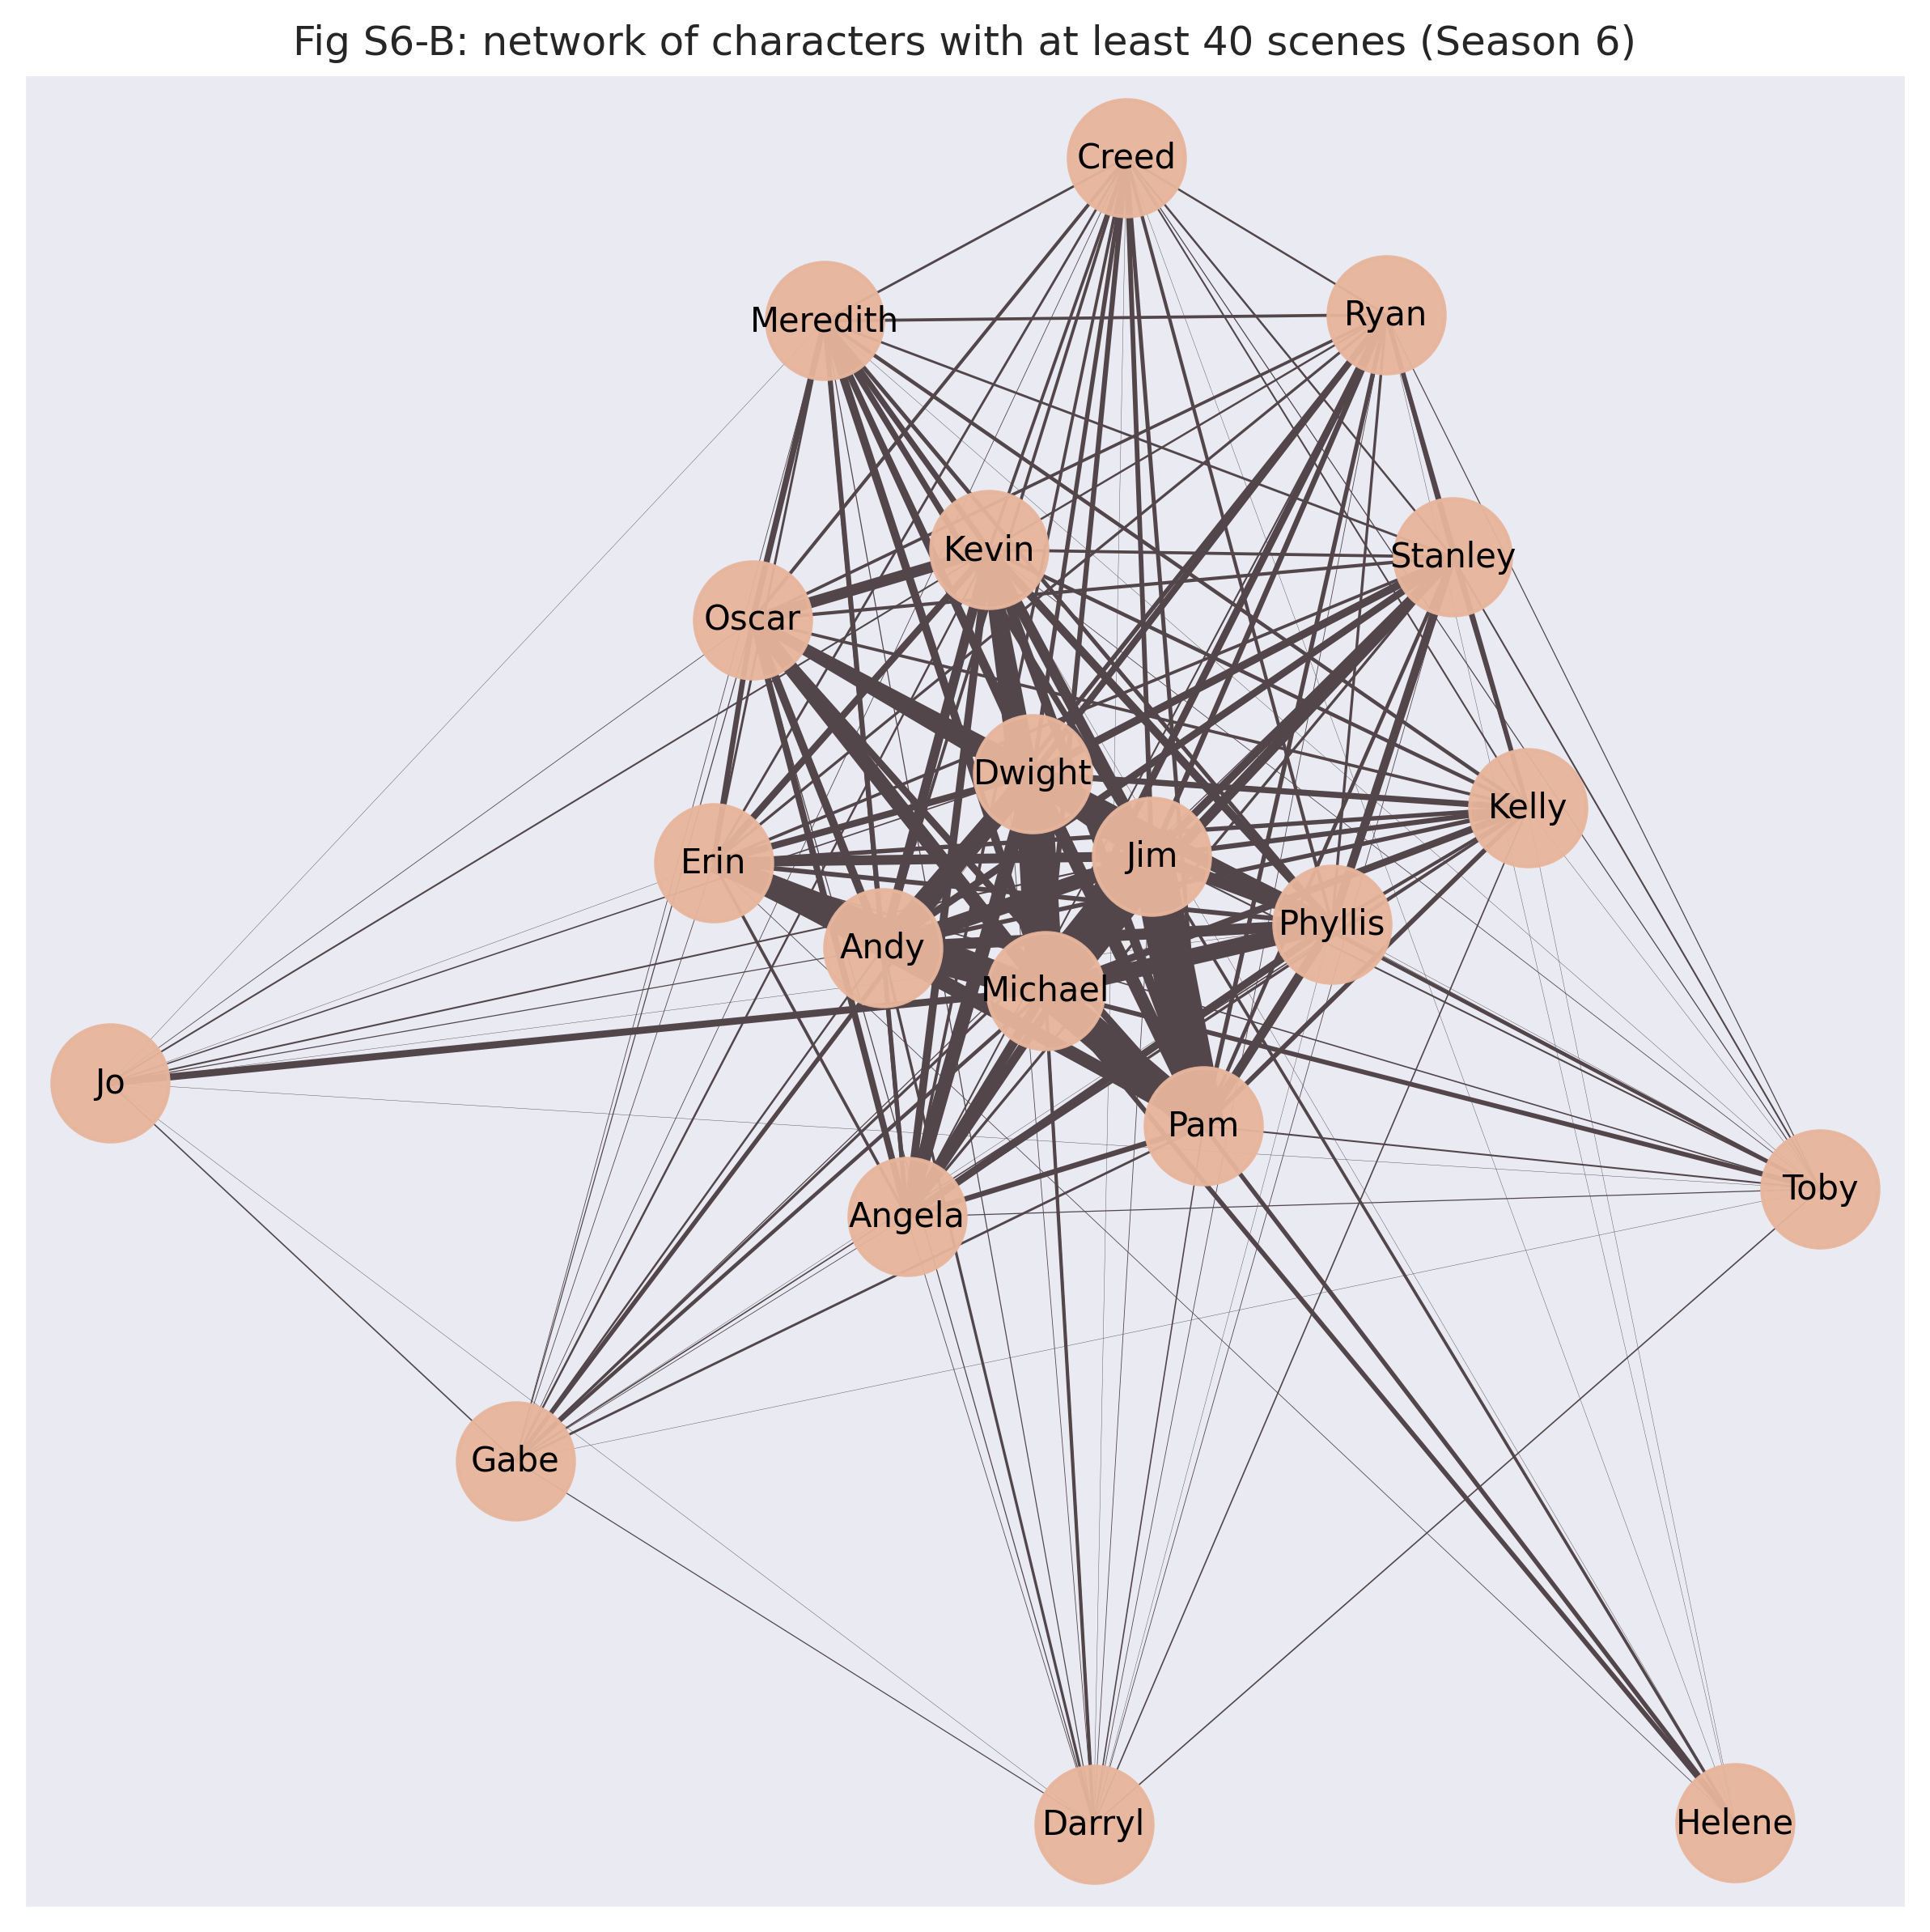 Fig S6-B: network of characters with at least 40 scenes (Season 6)
Creed
Meredith
Ryan
Kevin
Stanley
Oscar
Dwight
Kelly
Jim
Erin
Phyllis
Andy
Michael
Jo
Pam
Toby
Angela
Gabe
Darryl
Helene